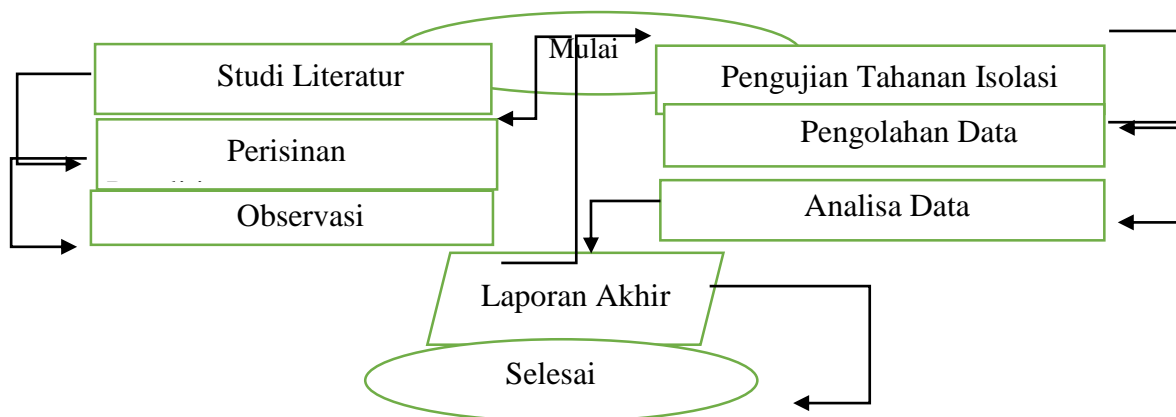 Mulai
Studi Literatur
Perisinan
Observasi
Pengujian Tahanan Isolasi
Pengolahan Data
Analisa Data
Laporan Akhir
Selesai